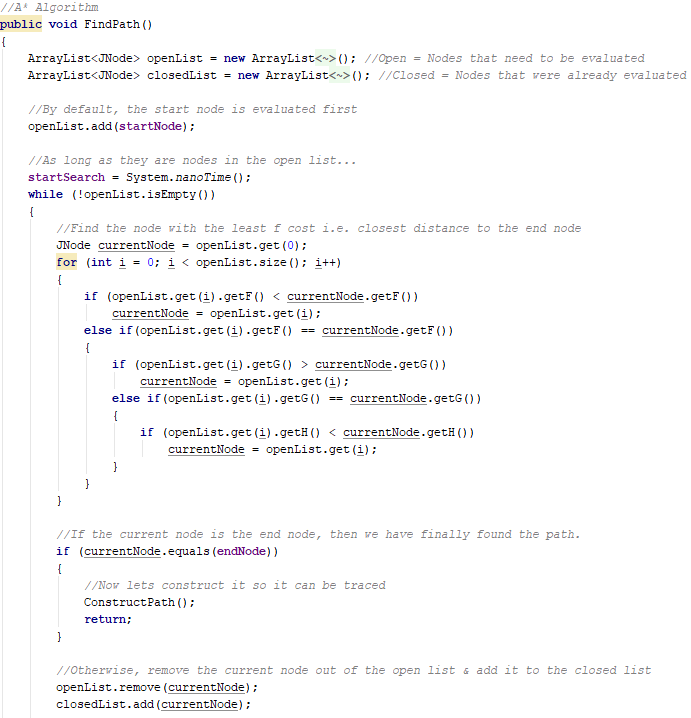 //A* Algorithm
public void FindPath()
{
    ArrayList<JNode> openList = new ArrayList<~>(); //Open = Nodes that need to be evaluated
    ArrayList<JNode> closedList = new ArrayList<~>(); //Closed = Nodes that were already evaluated
    //By default, the start node is evaluated first
    openList.add(startNode);
    //As long as they are nodes in the open list...
    startSearch = System.nanoTime();
    while (!openList.isEmpty())
    {
        //Find the node with the least f cost i.e. closest distance to the end node
        JNode currentNode = openList.get(0);
        for (int i = 0; i < openList.size(); i++)
        {
            if (openList.get(i).getF() < currentNode.getF())
                currentNode = openList.get(i);
            else if(openList.get(i).getF() == currentNode.getF())
            {
                if (openList.get(i).getG() > currentNode.getG())
                    currentNode = openList.get(i);
                else if(openList.get(i).getG() == currentNode.getG())
                {
                    if (openList.get(i).getH() < currentNode.getH())
                        currentNode = openList.get(i);
                }
            }
        }
        //If the current node is the end node, then we have finally found the path.
        if (currentNode.equals(endNode))
        {
            //Now lets construct it so it can be traced
            ConstructPath();
            return;
        }
        //Otherwise, remove the current node out of the open list & add it to the closed list
        openList.remove(currentNode);
        closedList.add(currentNode);